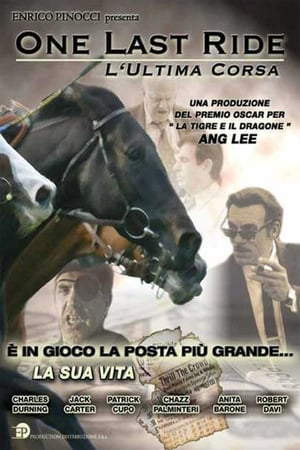 ENRICO PINOCCI presenta
ONE LAST RIDE
L'ULTIMA CORSA
UNA PRODUZIONE
DEL PREMIO OSCAR PER
" LA TIGRE E IL DRAGONE "
ANG LEE
È IN GIOCO LA POSTA PIÙ GRANDE...
LA SUA VITA
CHARLES DURNING
JACK CARTER
PATRICK CUPO
CHAZZ PALMINTERI
ANITA BARONE
ROBERT DAVI
PRODUZIONI DISTRIBUZIONE S.R.L.